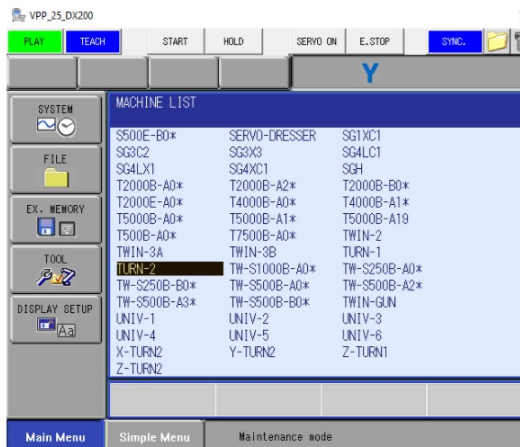 VPP_25_DX200
PLAY TEACH START HOLD SERVO ON E.STOP SYNC.
Y
SYSTEM
FILE
EX. MEMORY
TOOL
DISPLAY SETUP
Aa
MACHINE LIST
S500E-B0* SERVO-DRESSER SG1XC1
SG3C2 SG3X3 SG4LC1
SG4LX1 SG4XC1 SGH
T2000B-A0* T2000B-A2* T2000B-B0*
T2000E-A0* T4000B-A0* T4000B-A1*
T5000B-A0* T5000B-A1* T5000B-A19
T500B-A0* T7500B-A0* TWIN-2
TWIN-3A TWIN-3B TURN-1
TURN-2 TW-S1000B-A0* TW-S250B-A0*
TW-S250B-B0* TW-S500B-A0* TW-S500B-A2*
TW-S500B-A3* TW-S500B-B0* TWIN-GUN
UNIV-1 UNIV-2 UNIV-3
UNIV-4 UNIV-5 UNIV-6
X-TURN2 Y-TURN2 Z-TURN1
Z-TURN2
Main Menu Simple Menu Maintenance mode